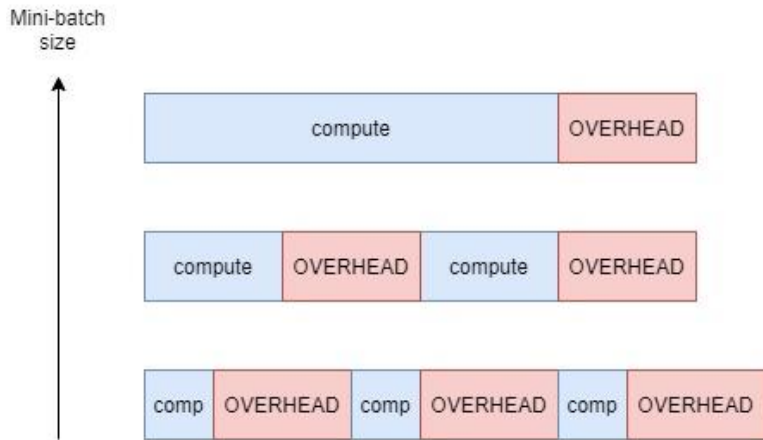 Mini-batch
size
compute OVERHEAD
compute OVERHEAD compute OVERHEAD
comp OVERHEAD comp OVERHEAD comp OVERHEAD